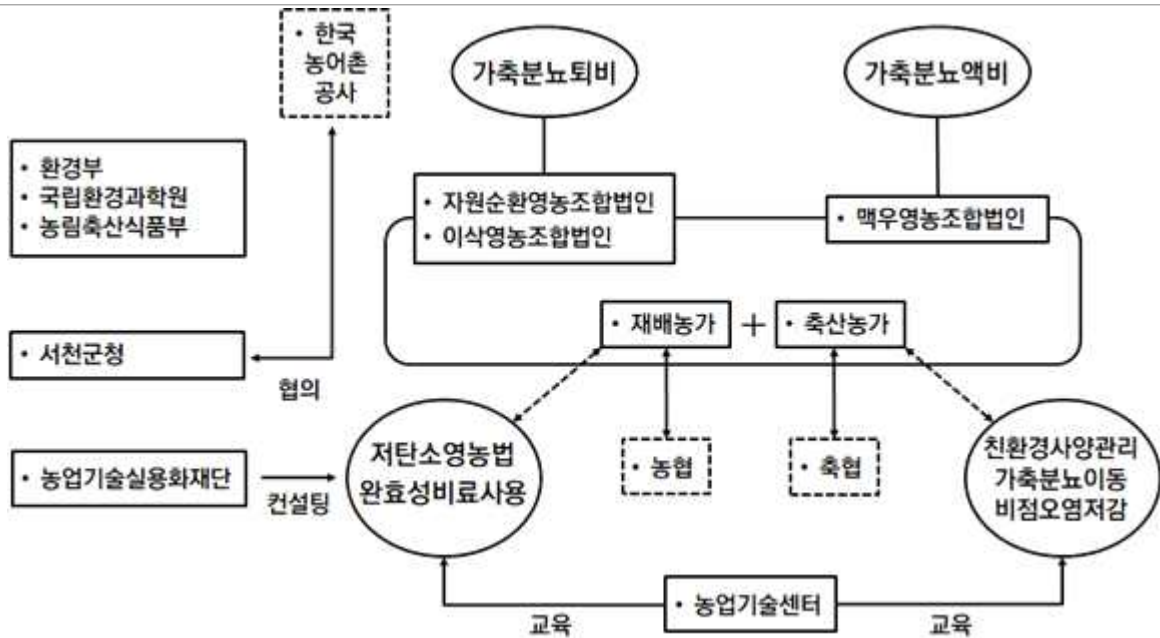 • 한국
농어촌
공사
가축분뇨퇴비
가축분뇨액비
• 환경부
• 국립환경과학원
• 농림축산식품부
• 자원순환영농조합법인
• 이삭영농조합법인
• 맥우영농조합법인
• 재배농가
+
• 축산농가
• 서천군청
협의
• 농업기술실용화재단
컨설팅
저탄소영농법
완효성비료사용
• 농협
• 축협
친환경사양관리
가축분뇨이동
비점오염저감
• 농업기술센터
교육
교육